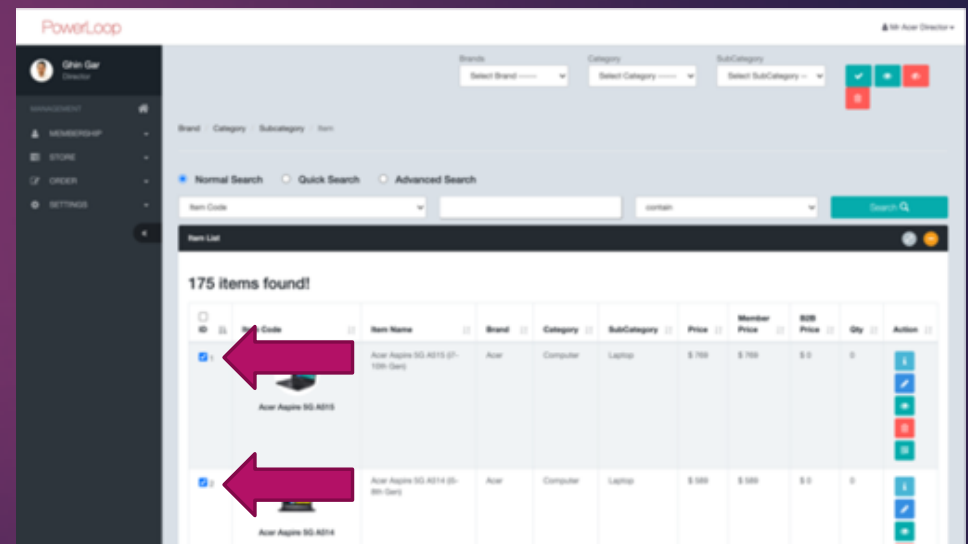 PowerLoop
Mr Acer Director
Ghin Gar
Director
Brands
Category
SubCategory
Select Brand ------
Select Category ------
Select SubCategory --
MANAGEMENT
MEMBERSHIP
STORE
ORDER
SETTINGS
Brand / Category / Subcategory / Item
Normal Search
Quick Search
Advanced Search
Item Code
contain
Search
Item List
175 items found!
ID
Code
Item Name
Brand
Category
SubCategory
Price
Member Price
B2B Price
Qty
Action
1
Acer Aspire 5G A515
Acer Aspire 5G A515 (i7-
10th Gen)
Acer
Computer
Laptop
$ 769
$ 769
$ 0
0
2
Acer Aspire 5G A514
Acer Aspire 5G A514 (i5-
8th Gen)
Acer
Computer
Laptop
$ 589
$ 589
$ 0
0